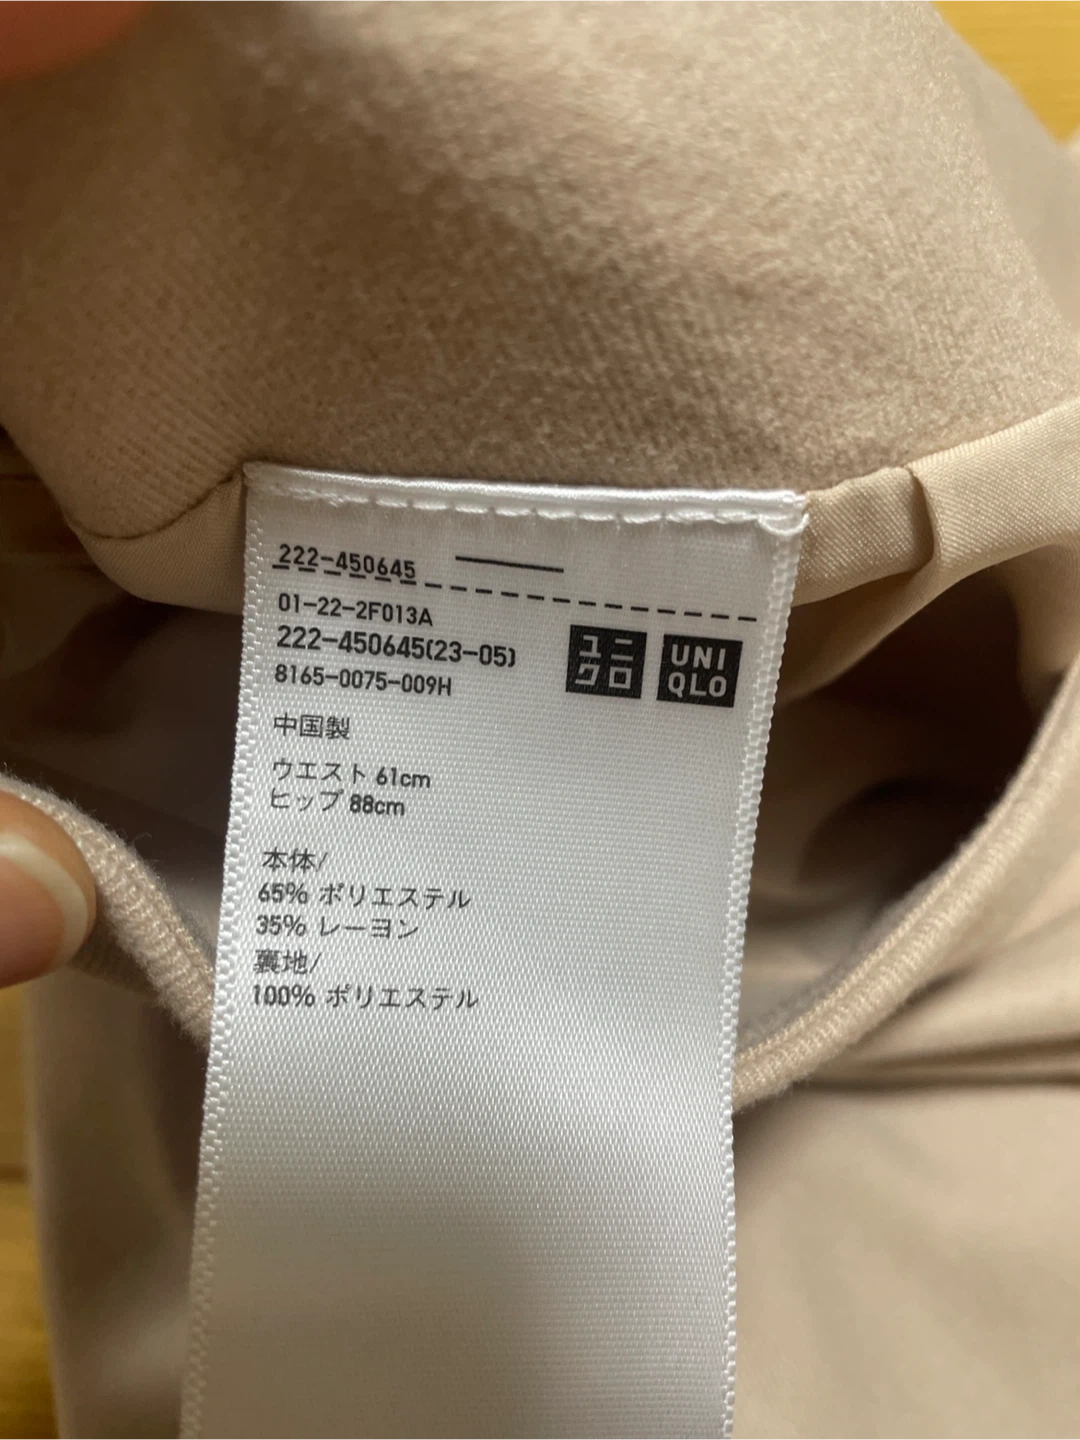 222-450645
01-22-2F013A
222-450645(23-05)
8165-0075-009H
ユニ
クロ
UNI
QLO
中国製
ウエスト 61cm
ヒップ 88cm
本体/
65% ポリエステル
35% レーヨン
裏地/
100% ポリエステル